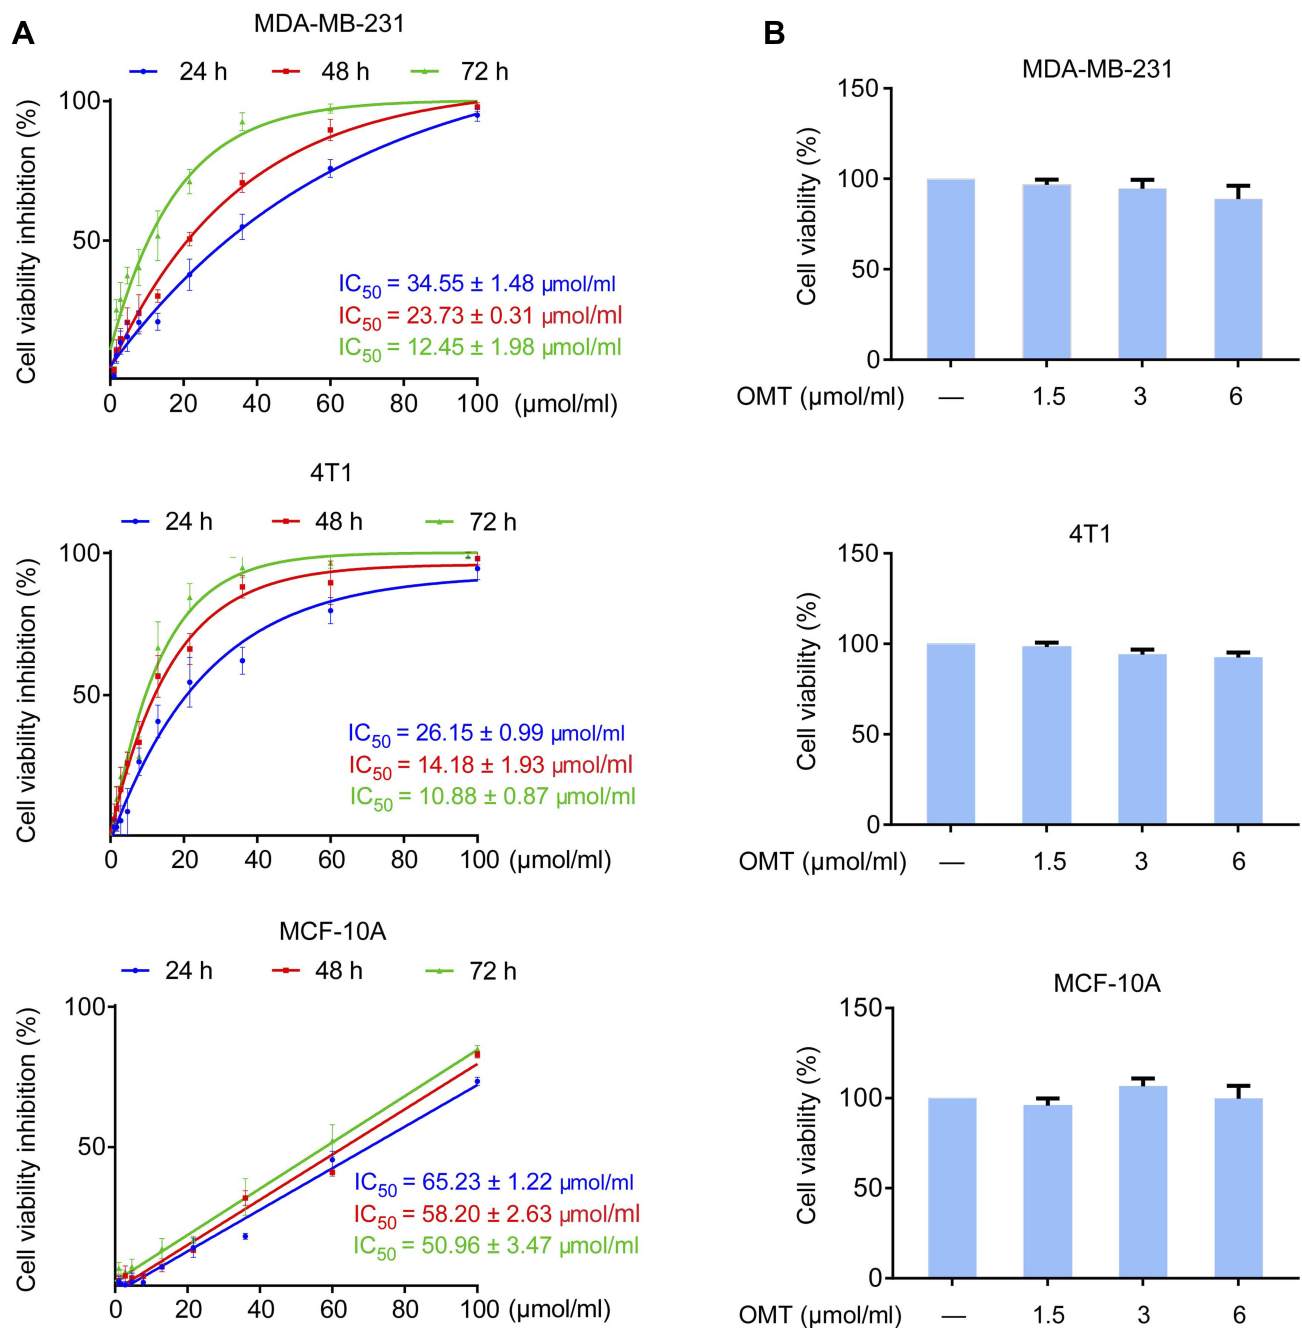 A
MDA-MB-231
24 h 48 h 72 h
Cell viability inhibition (%)
100
50
IC50 = 34.55 ± 1.48 µmol/ml
IC50 = 23.73 ± 0.31 µmol/ml
IC50 = 12.45 ± 1.98 µmol/ml
0 20 40 60 80 100 (µmol/ml)
4T1
24 h 48 h 72 h
Cell viability inhibition (%)
100
50
IC50 = 26.15 ± 0.99 µmol/ml
IC50 = 14.18 ± 1.93 µmol/ml
IC50 = 10.88 ± 0.87 µmol/ml
0 20 40 60 80 100 (µmol/ml)
MCF-10A
24 h 48 h 72 h
Cell viability inhibition (%)
100
50
IC50 = 65.23 ± 1.22 µmol/ml
IC50 = 58.20 ± 2.63 µmol/ml
IC50 = 50.96 ± 3.47 µmol/ml
0 20 40 60 80 100 (µmol/ml)
B
MDA-MB-231
Cell viability (%)
150
100
50
0
OMT (µmol/ml) — 1.5 3 6
4T1
Cell viability (%)
150
100
50
0
OMT (µmol/ml) — 1.5 3 6
MCF-10A
Cell viability (%)
150
100
50
0
OMT (µmol/ml) — 1.5 3 6